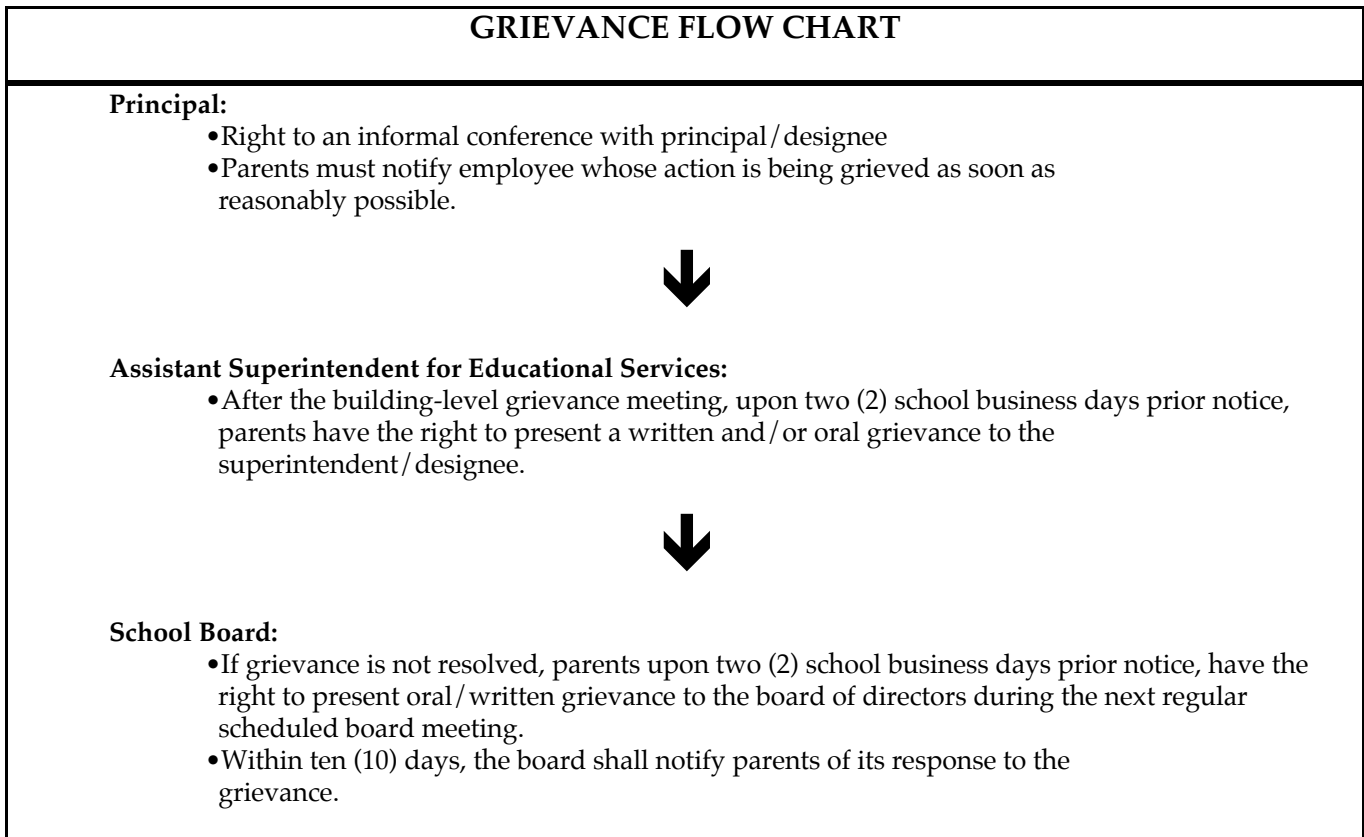 GRIEVANCE FLOW CHART
Principal:
•Right to an informal conference with principal/designee
•Parents must notify employee whose action is being grieved as soon as
reasonably possible.
Assistant Superintendent for Educational Services:
•After the building-level grievance meeting, upon two (2) school business days prior notice,
parents have the right to present a written and/or oral grievance to the
superintendent/designee.
School Board:
•If grievance is not resolved, parents upon two (2) school business days prior notice, have the
right to present oral/written grievance to the board of directors during the next regular
scheduled board meeting.
•Within ten (10) days, the board shall notify parents of its response to the
grievance.